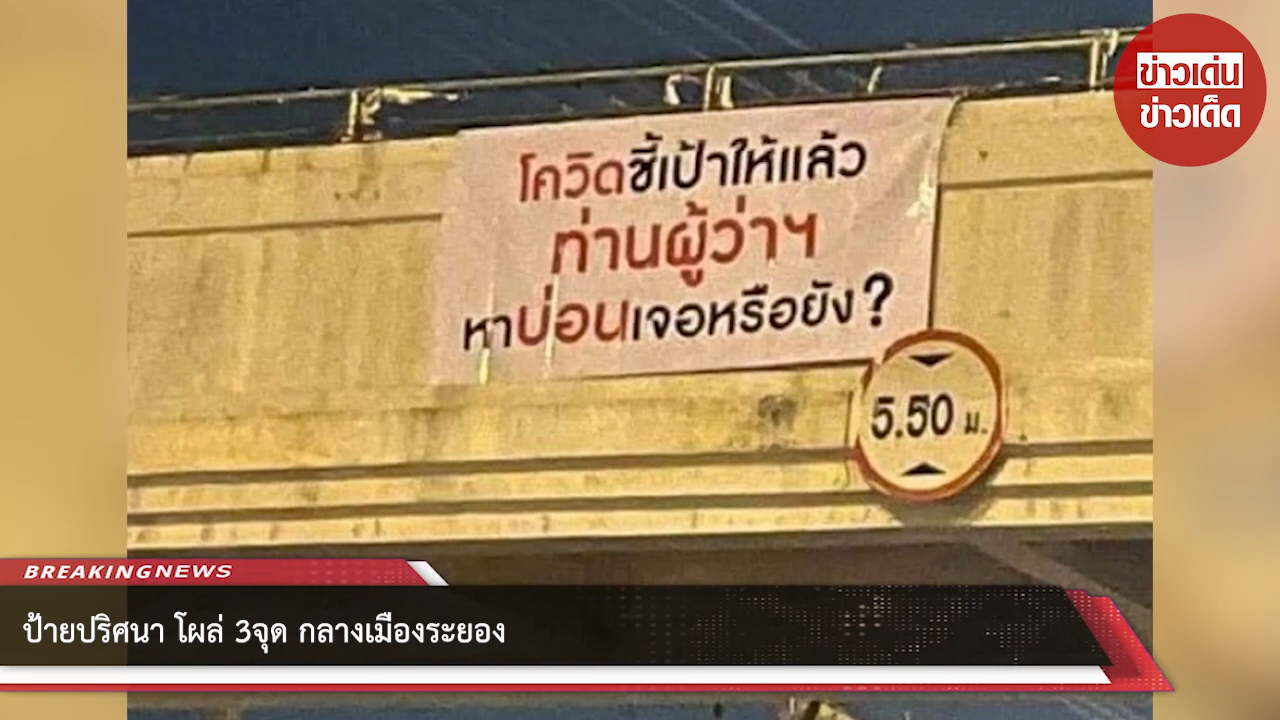 ข่าวเด่น
ข่าวเด็ด
โควิดชี้เป้าให้แล้ว
ท่านผู้ว่าฯ
หาบ่อนเจอหรือยัง?
5.50 ม.
BREAKINGNEWS
ป้ายปริศนา โผล่ 3จุด กลางเมืองระยอง